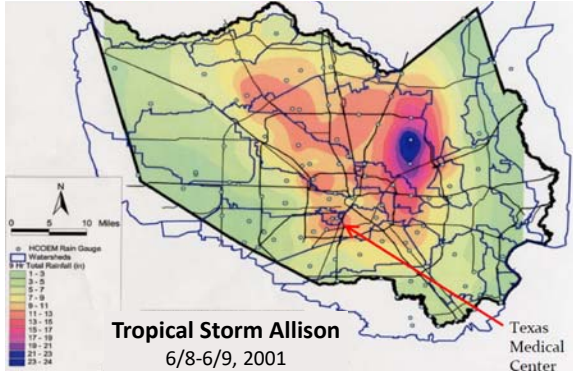 N
0 5 10 Miles
HCOEM Rain Gauge
Watersheds
9 Hr Total Rainfall (in)
1 - 3
3 - 5
5 - 7
7 - 9
9 - 11
11 - 13
13 - 15
15 - 17
17 - 19
19 - 21
21 - 23
23 - 24
Tropical Storm Allison
6/8-6/9, 2001
Texas
Medical
Center